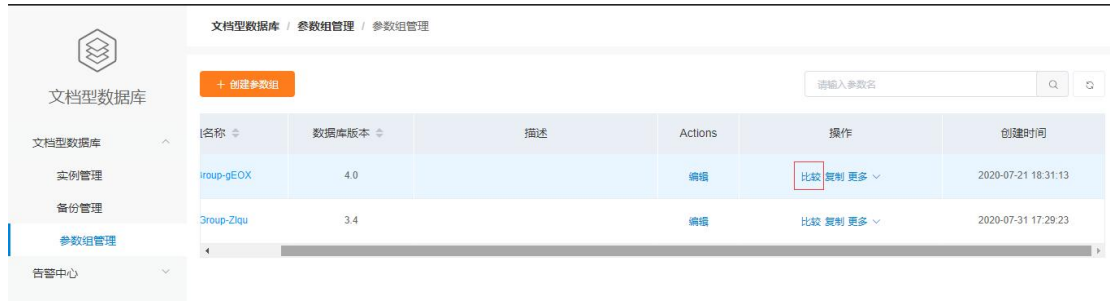 文档型数据库 / 参数组管理 / 参数组管理
文档型数据库
文档型数据库
实例管理
备份管理
参数组管理
告警中心
+ 创建参数组
请输入参数名
名称 数据库版本 描述 Actions 操作 创建时间
roup-gEOX 4.0 编辑 比较 复制 更多 2020-07-21 18:31:13
Group-ZIqu 3.4 编辑 比较 复制 更多 2020-07-31 17:29:23